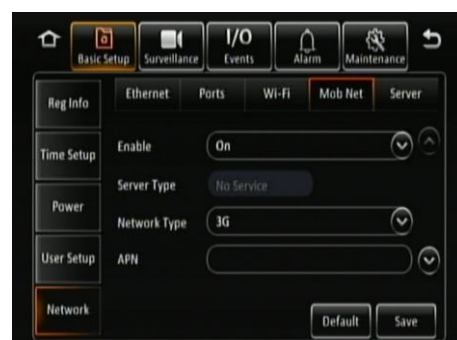 Basic Setup
Surveillance
I/O
Events
Alarm
Maintenance
Reg Info
Time Setup
Power
User Setup
Network
Ethernet
Ports
Wi-Fi
Mob Net
Server
Enable
On
Server Type
No Service
Network Type
3G
APN
Default
Save